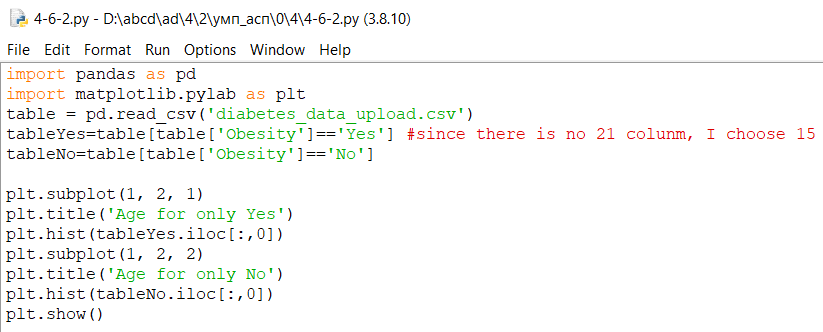 4-6-2.py - D:\abcd\ad\4\2\умп_асп\0\4\4-6-2.py (3.8.10)
File Edit Format Run Options Window Help
import pandas as pd
import matplotlib.pylab as plt
table = pd.read_csv('diabetes_data_upload.csv')
tableYes=table[table['Obesity']=='Yes'] #since there is no 21 colunm, I choose 15
tableNo=table[table['Obesity']=='No']
plt.subplot(1, 2, 1)
plt.title('Age for only Yes')
plt.hist(tableYes.iloc[:,0])
plt.subplot(1, 2, 2)
plt.title('Age for only No')
plt.hist(tableNo.iloc[:,0])
plt.show()